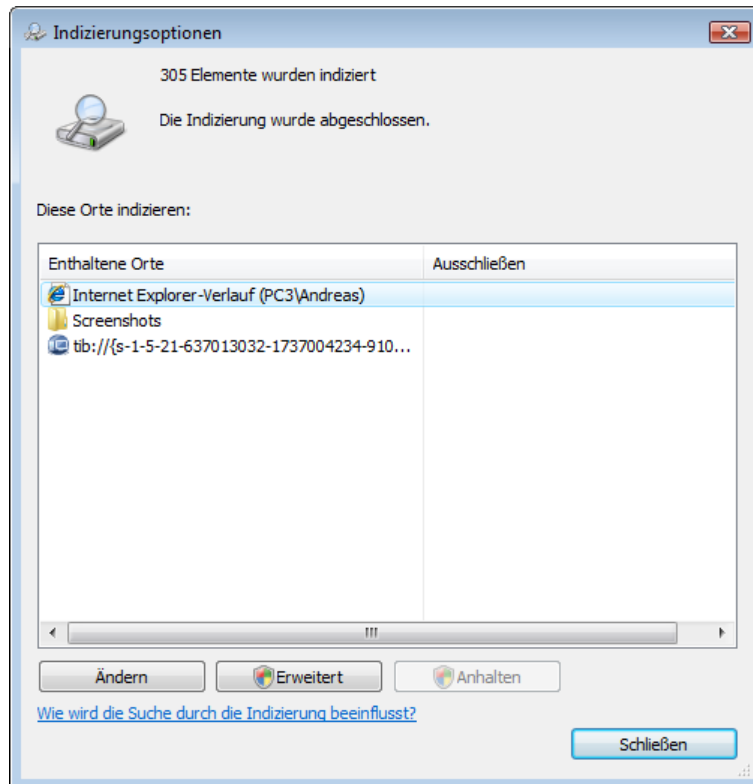 Indizierungsoptionen
305 Elemente wurden indiziert
Die Indizierung wurde abgeschlossen.
Diese Orte indizieren:
Enthaltene Orte Ausschließen
Internet Explorer-Verlauf (PC3\Andreas)
Screenshots
tib://{s-1-5-21-637013032-1737004234-910...
Ändern Erweitert Anhalten
Wie wird die Suche durch die Indizierung beeinflusst?
Schließen